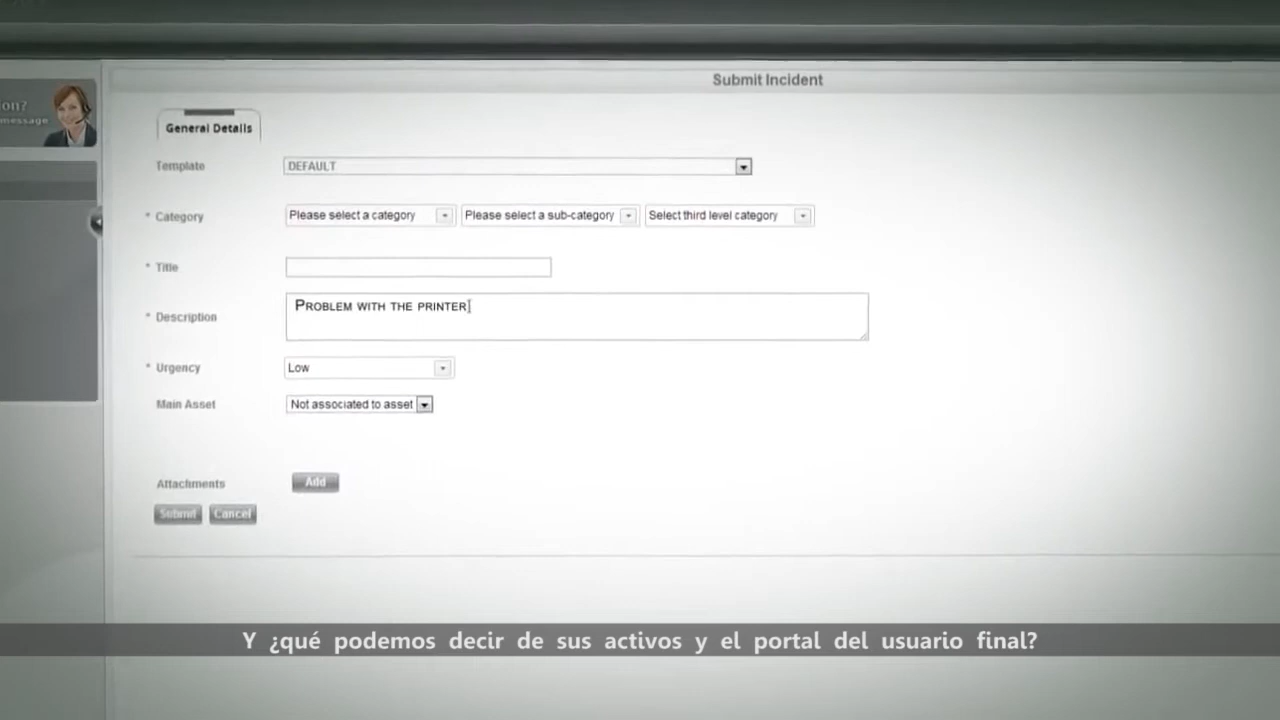 Submit Incident
on?
message
General Details
Template DEFAULT
* Category Please select a category Please select a sub-category Select third level category
* Title
* Description Problem with the printer
* Urgency Low
Main Asset Not associated to asset
Attachments Add
Submit Cancel
Y ¿qué podemos decir de sus activos y el portal del usuario final?